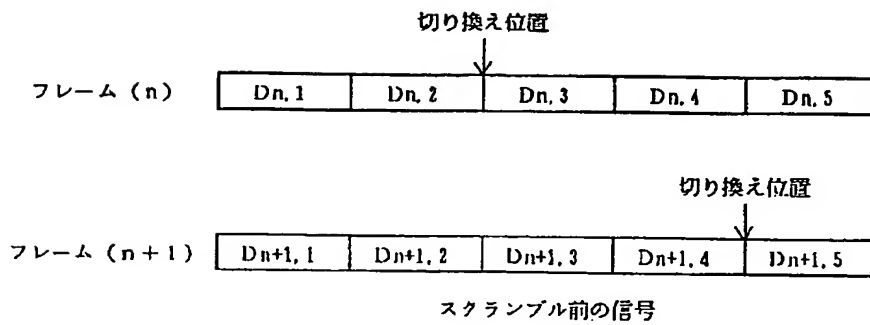 切り換え位置
フレーム (n) Dn, 1 Dn, 2 Dn, 3 Dn, 4 Dn, 5
切り換え位置
フレーム (n+1) Dn+1, 1 Dn+1, 2 Dn+1, 3 Dn+1, 4 Dn+1, 5
スクランブル前の信号